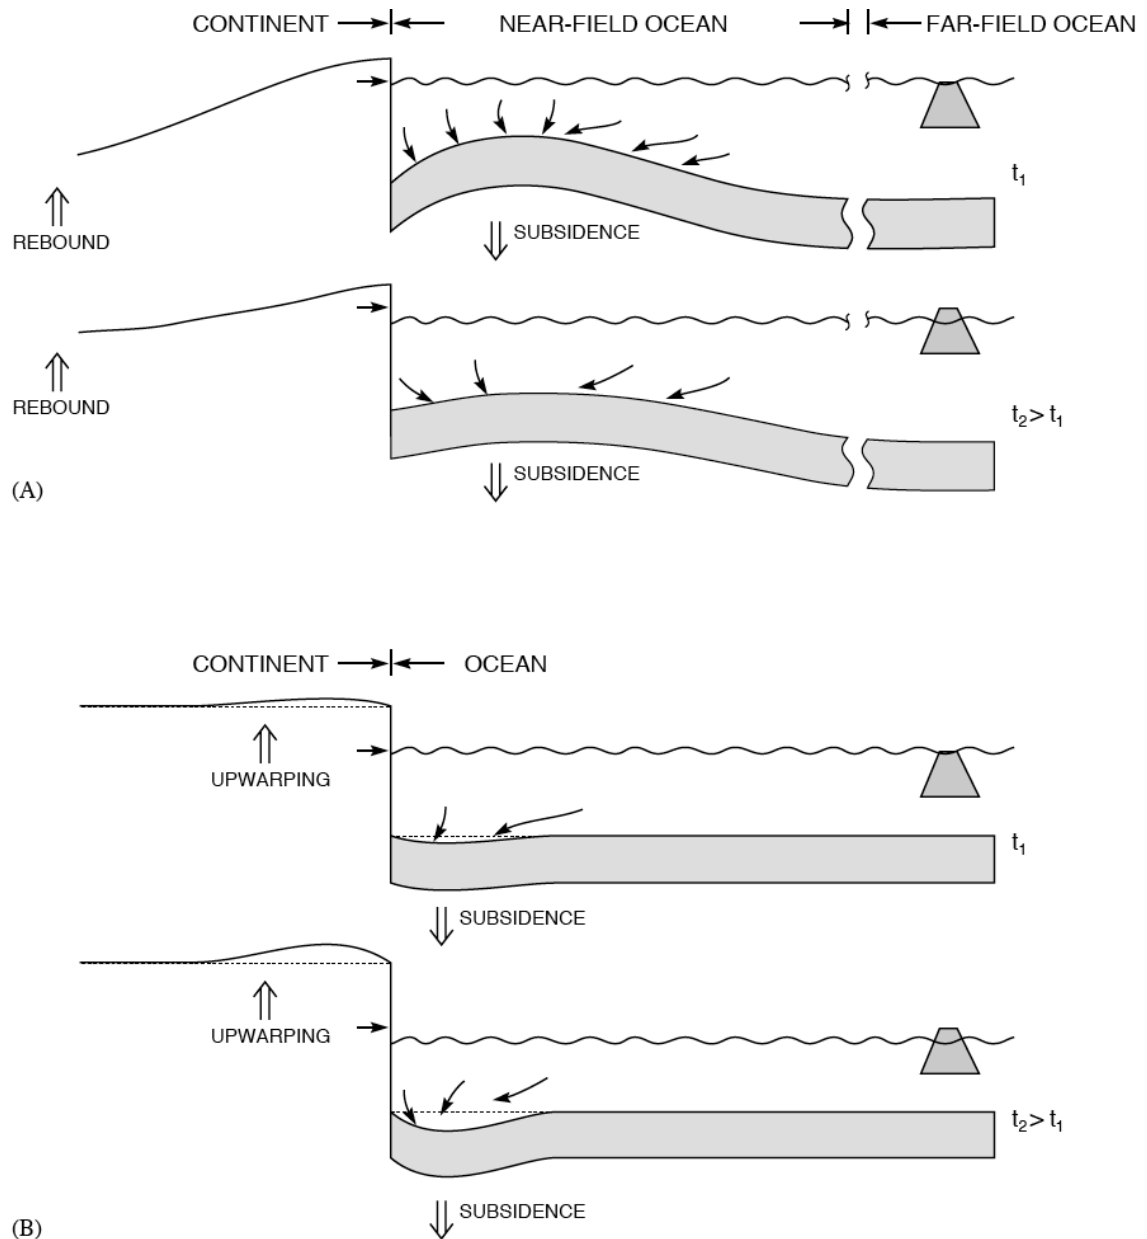 CONTINENT NEAR-FIELD OCEAN FAR-FIELD OCEAN
t1
REBOUND SUBSIDENCE
REBOUND SUBSIDENCE
t2 > t1
(A)
CONTINENT OCEAN
UPWARPING
t1
SUBSIDENCE
UPWARPING
t2 > t1
SUBSIDENCE
(B)